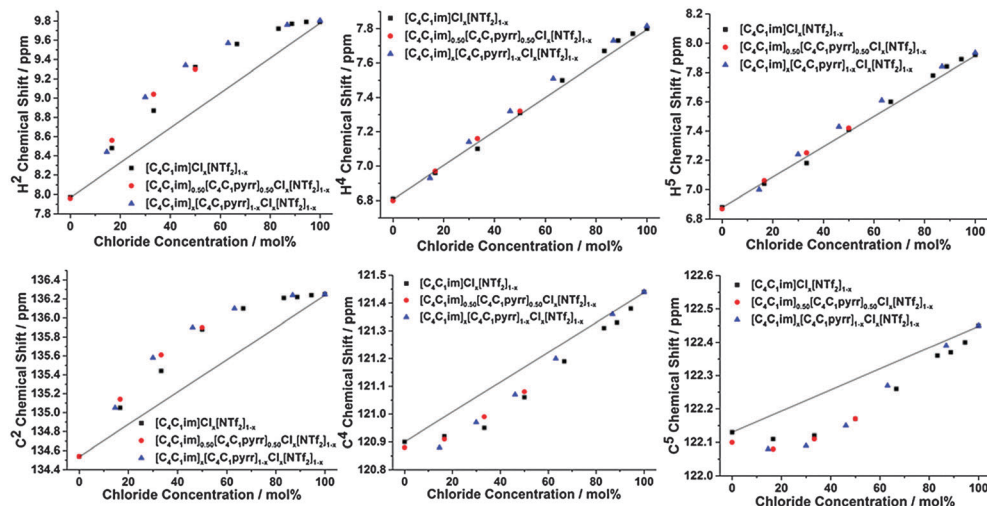 H² Chemical Shift / ppm
10.0
9.8
9.6
9.4
9.2
9.0
8.8
8.6
8.4
8.2
8.0
7.8
[C₄C₁im]Clₓ[NTf₂]₁₋ₓ
[C₄C₁im]₀.₅₀[C₄C₁pyrr]₀.₅₀Clₓ[NTf₂]₁₋ₓ
[C₄C₁im]ₓ[C₄C₁pyrr]₁₋ₓClₓ[NTf₂]₁₋ₓ
0 20 40 60 80 100
Chloride Concentration / mol%
H⁴ Chemical Shift / ppm
7.8
7.6
7.4
7.2
7.0
6.8
[C₄C₁im]Clₓ[NTf₂]₁₋ₓ
[C₄C₁im]₀.₅₀[C₄C₁pyrr]₀.₅₀Clₓ[NTf₂]₁₋ₓ
[C₄C₁im]ₓ[C₄C₁pyrr]₁₋ₓClₓ[NTf₂]₁₋ₓ
0 20 40 60 80 100
Chloride Concentration / mol%
H⁵ Chemical Shift / ppm
8.2
8.0
7.8
7.6
7.4
7.2
7.0
6.8
[C₄C₁im]Clₓ[NTf₂]₁₋ₓ
[C₄C₁im]₀.₅₀[C₄C₁pyrr]₀.₅₀Clₓ[NTf₂]₁₋ₓ
[C₄C₁im]ₓ[C₄C₁pyrr]₁₋ₓClₓ[NTf₂]₁₋ₓ
0 20 40 60 80 100
Chloride Concentration / mol%
C² Chemical Shift / ppm
136.4
136.2
136.0
135.8
135.6
135.4
135.2
135.0
134.8
134.6
134.4
[C₄C₁im]Clₓ[NTf₂]₁₋ₓ
[C₄C₁im]₀.₅₀[C₄C₁pyrr]₀.₅₀Clₓ[NTf₂]₁₋ₓ
[C₄C₁im]ₓ[C₄C₁pyrr]₁₋ₓClₓ[NTf₂]₁₋ₓ
0 20 40 60 80 100
Chloride Concentration / mol%
C⁴ Chemical Shift / ppm
121.5
121.4
121.3
121.2
121.1
121.0
120.9
120.8
[C₄C₁im]Clₓ[NTf₂]₁₋ₓ
[C₄C₁im]₀.₅₀[C₄C₁pyrr]₀.₅₀Clₓ[NTf₂]₁₋ₓ
[C₄C₁im]ₓ[C₄C₁pyrr]₁₋ₓClₓ[NTf₂]₁₋ₓ
0 20 40 60 80 100
Chloride Concentration / mol%
C⁵ Chemical Shift / ppm
122.6
122.5
122.4
122.3
122.2
122.1
122.0
[C₄C₁im]Clₓ[NTf₂]₁₋ₓ
[C₄C₁im]₀.₅₀[C₄C₁pyrr]₀.₅₀Clₓ[NTf₂]₁₋ₓ
[C₄C₁im]ₓ[C₄C₁pyrr]₁₋ₓClₓ[NTf₂]₁₋ₓ
0 20 40 60 80 100
Chloride Concentration / mol%